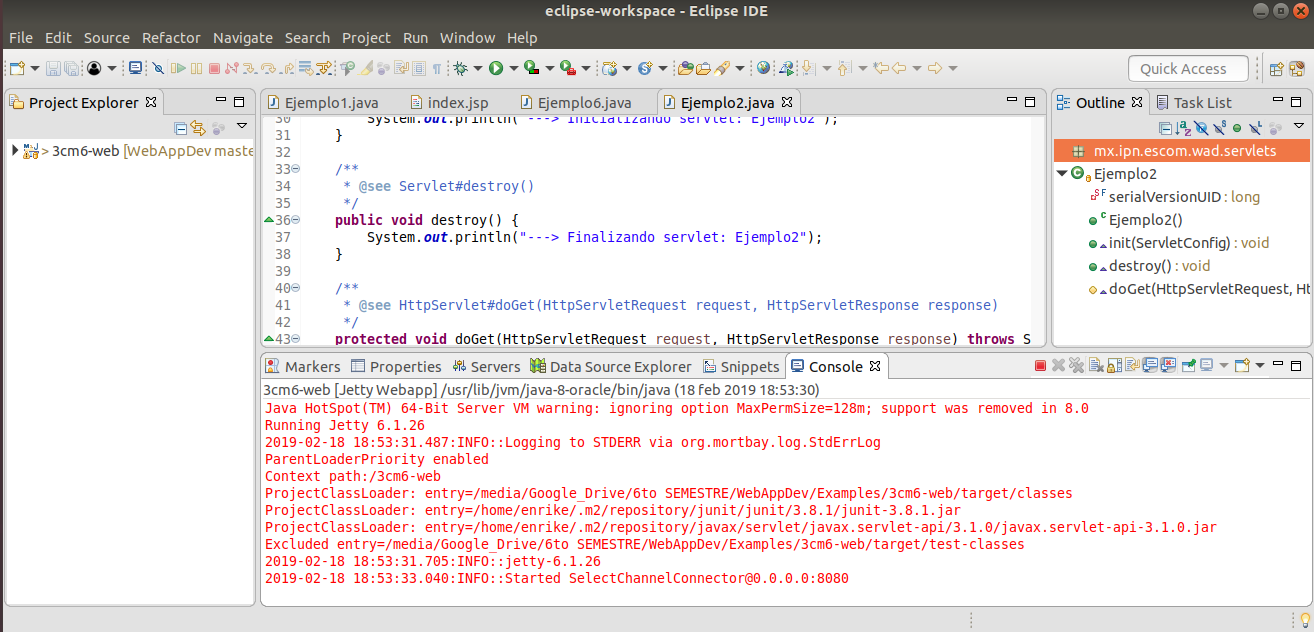 eclipse-workspace - Eclipse IDE
File Edit Source Refactor Navigate Search Project Run Window Help
Quick Access
Project Explorer
> 3cm6-web [WebAppDev maste
Ejemplo1.java index.jsp Ejemplo6.java Ejemplo2.java
30 System.out.println("---> Inicializando servlet: Ejemplo2");
31 }
32
33 /**
34 * @see Servlet#destroy()
35 */
36 public void destroy() {
37 System.out.println("---> Finalizando servlet: Ejemplo2");
38 }
39
40 /**
41 * @see HttpServlet#doGet(HttpServletRequest request, HttpServletResponse response)
42 */
43 protected void doGet(HttpServletRequest request, HttpServletResponse response) throws S
Outline Task List
mx.ipn.escom.wad.servlets
Ejemplo2
serialVersionUID : long
Ejemplo2()
init(ServletConfig) : void
destroy() : void
doGet(HttpServletRequest, Ht
Markers Properties Servers Data Source Explorer Snippets Console
3cm6-web [Jetty Webapp] /usr/lib/jvm/java-8-oracle/bin/java (18 feb 2019 18:53:30)
Java HotSpot(TM) 64-Bit Server VM warning: ignoring option MaxPermSize=128m; support was removed in 8.0
Running Jetty 6.1.26
2019-02-18 18:53:31.487:INFO::Logging to STDERR via org.mortbay.log.StdErrLog
ParentLoaderPriority enabled
Context path:/3cm6-web
ProjectClassLoader: entry=/media/Google_Drive/6to SEMESTRE/WebAppDev/Examples/3cm6-web/target/classes
ProjectClassLoader: entry=/home/enrike/.m2/repository/junit/junit/3.8.1/junit-3.8.1.jar
ProjectClassLoader: entry=/home/enrike/.m2/repository/javax/servlet/javax.servlet-api/3.1.0/javax.servlet-api-3.1.0.jar
Excluded entry=/media/Google_Drive/6to SEMESTRE/WebAppDev/Examples/3cm6-web/target/test-classes
2019-02-18 18:53:31.705:INFO::jetty-6.1.26
2019-02-18 18:53:33.040:INFO::Started SelectChannelConnector@0.0.0.0:8080